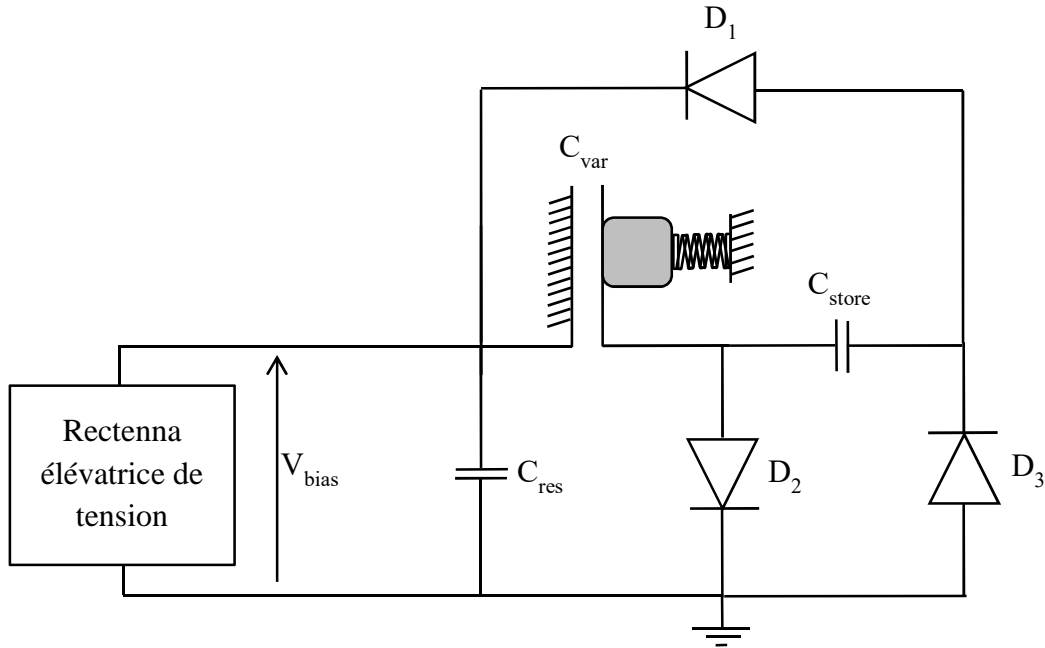 D1
Cvar
Cstore
Rectenna
élévatrice de
tension
Vbias
Cres
D2
D3